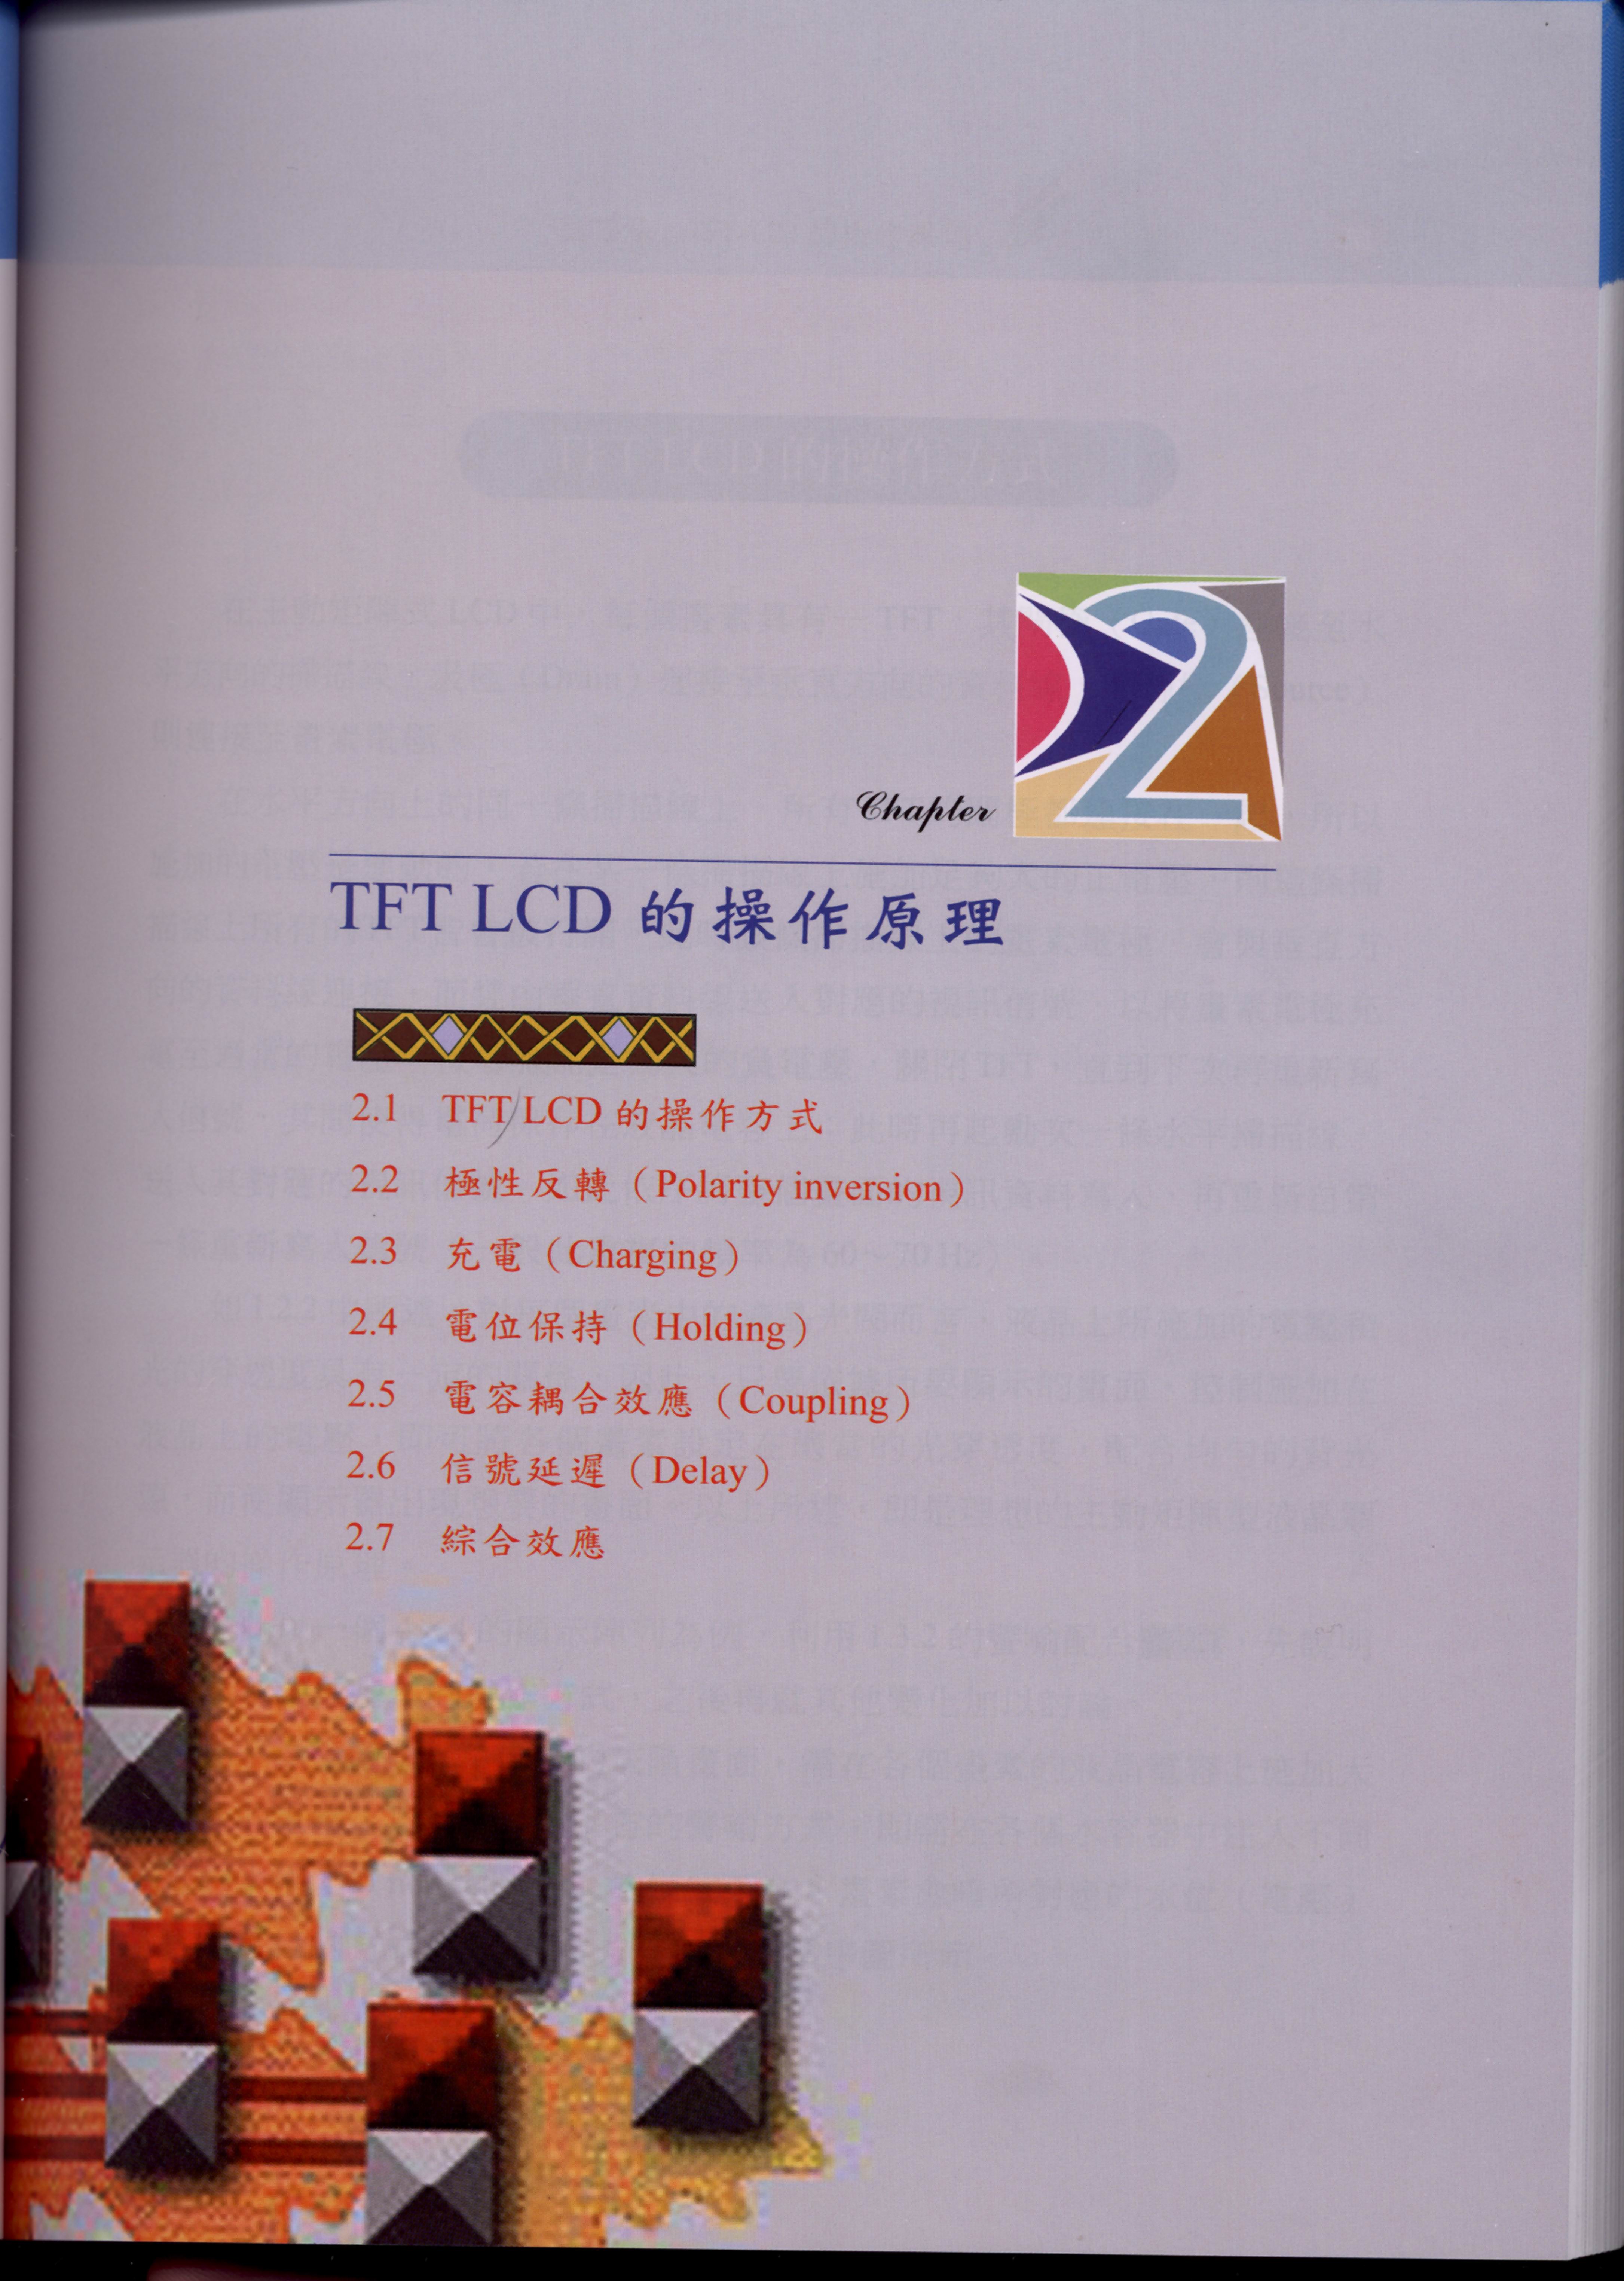 Chapter 2
TFT LCD 的操作原理
2.1 TFT LCD 的操作方式
2.2 極性反轉（Polarity inversion）
2.3 充電（Charging）
2.4 電位保持（Holding）
2.5 電容耦合效應（Coupling）
2.6 信號延遲（Delay）
2.7 綜合效應